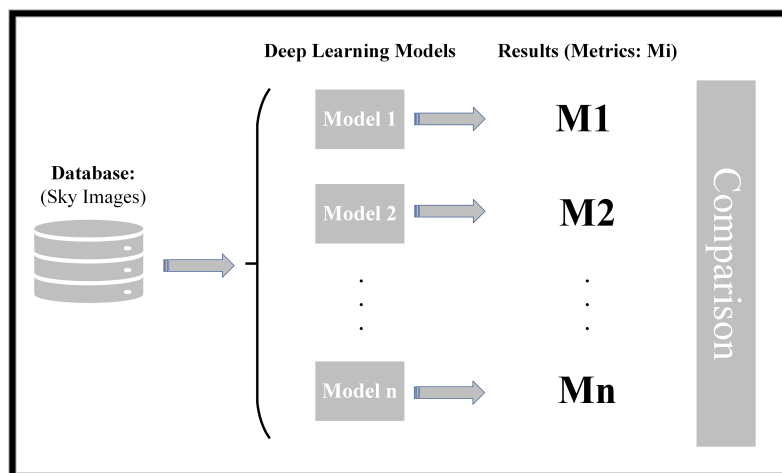 Deep Learning Models
Results (Metrics: Mi)
Database:
(Sky Images)
Model 1
M1
Model 2
M2
.
.
.
.
.
.
Model n
Mn
Comparison